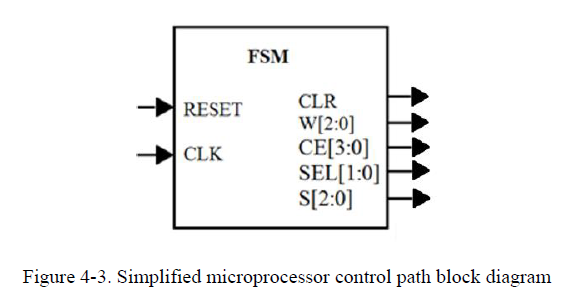 FSM
RESET
CLK
CLR
W[2:0]
CE[3:0]
SEL[1:0]
S[2:0]
Figure 4-3. Simplified microprocessor control path block diagram